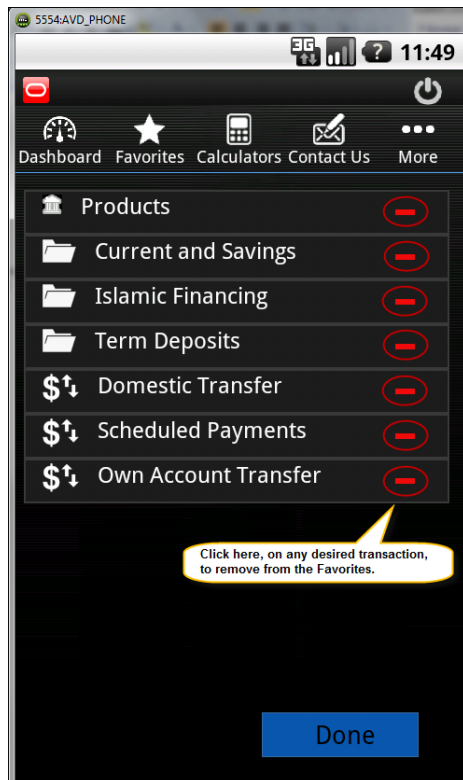 5554:AVD_PHONE
3G 11:49
Dashboard Favorites Calculators Contact Us More
Products
Current and Savings
Islamic Financing
Term Deposits
$ Domestic Transfer
$ Scheduled Payments
$ Own Account Transfer
Click here, on any desired transaction,
to remove from the Favorites.
Done